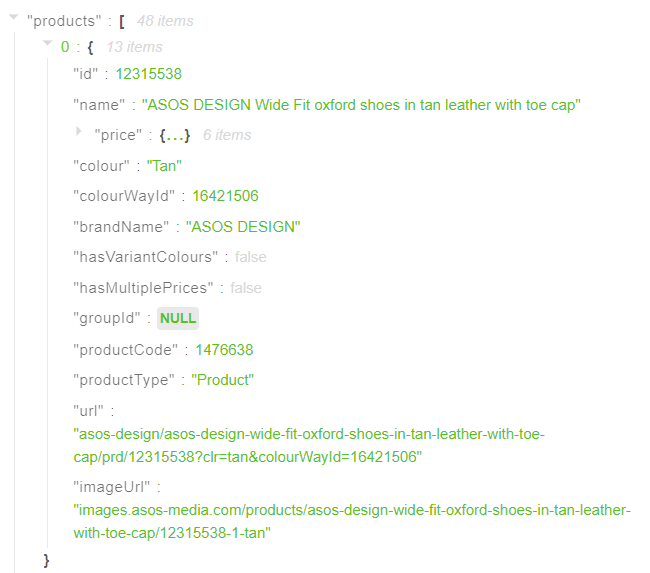 "products" : [ 48 items
0 : { 13 items
"id" : 12315538
"name" : "ASOS DESIGN Wide Fit oxford shoes in tan leather with toe cap"
"price" : {...} 6 items
"colour" : "Tan"
"colourWayId" : 16421506
"brandName" : "ASOS DESIGN"
"hasVariantColours" : false
"hasMultiplePrices" : false
"groupId" : NULL
"productCode" : 1476638
"productType" : "Product"
"url" :
"asos-design/asos-design-wide-fit-oxford-shoes-in-tan-leather-with-toe-
cap/prd/12315538?clr=tan&colourWayId=16421506"
"imageUrl" :
"images.asos-media.com/products/asos-design-wide-fit-oxford-shoes-in-tan-leather-
with-toe-cap/12315538-1-tan"
}